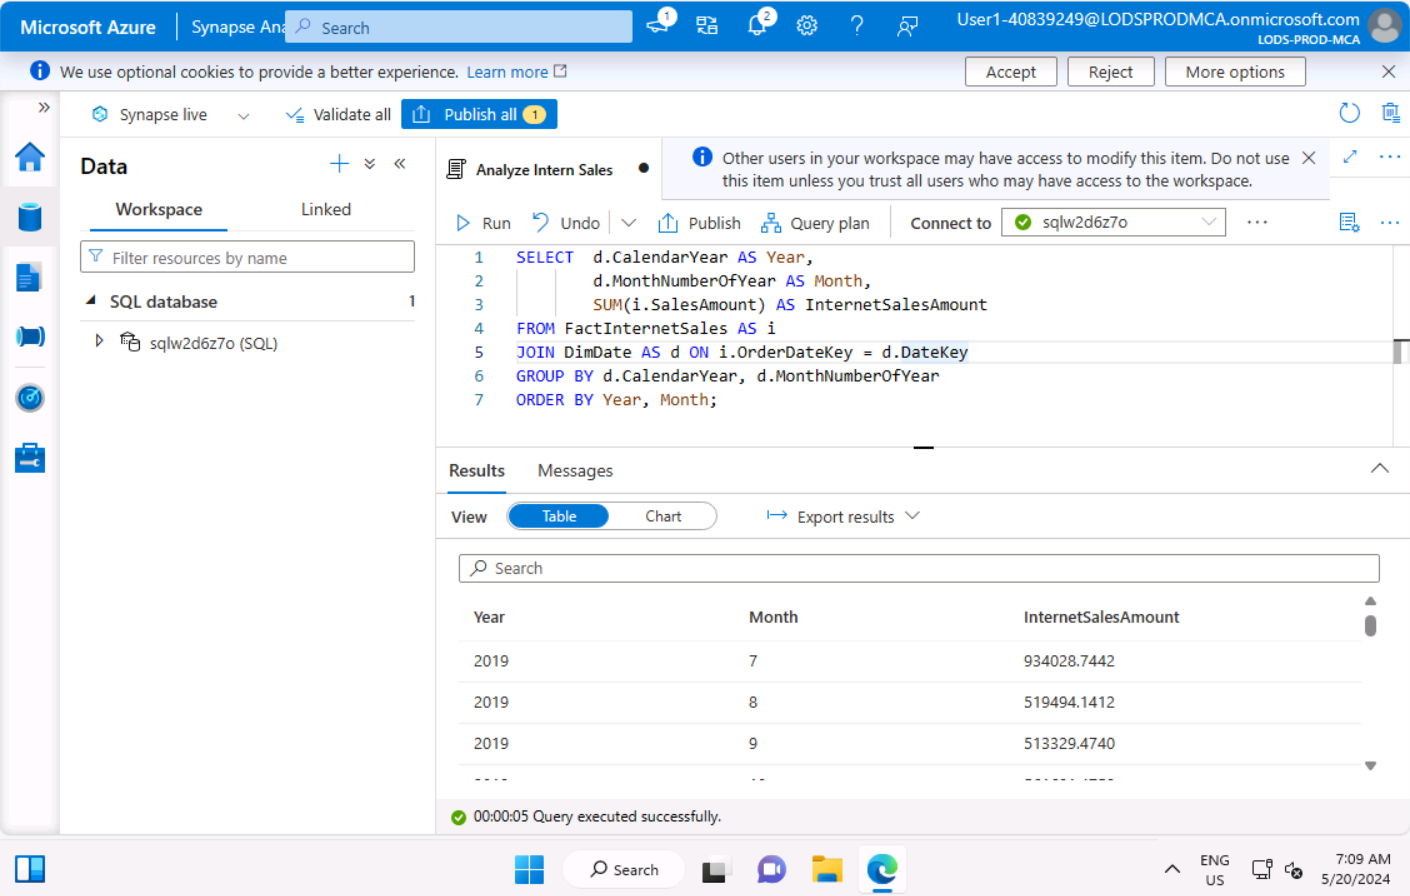 Microsoft Azure
Synapse Ana
Search
1
2
User1-40839249@LODSPRODMCA.onmicrosoft.com
LODS-PROD-MCA
We use optional cookies to provide a better experience. Learn more
Accept
Reject
More options
Synapse live
Validate all
Publish all 1
Data
Workspace
Linked
Filter resources by name
SQL database 1
sqlw2d6z7o (SQL)
Analyze Intern Sales
Other users in your workspace may have access to modify this item. Do not use
this item unless you trust all users who may have access to the workspace.
Run
Undo
Publish
Query plan
Connect to
sqlw2d6z7o
1 SELECT d.CalendarYear AS Year,
2 d.MonthNumberOfYear AS Month,
3 SUM(i.SalesAmount) AS InternetSalesAmount
4 FROM FactInternetSales AS i
5 JOIN DimDate AS d ON i.OrderDateKey = d.DateKey
6 GROUP BY d.CalendarYear, d.MonthNumberOfYear
7 ORDER BY Year, Month;
Results
Messages
View
Table
Chart
Export results
Search
Year Month InternetSalesAmount
2019 7 934028.7442
2019 8 519494.1412
2019 9 513329.4740
00:00:05 Query executed successfully.
Search
ENG
US
7:09 AM
5/20/2024